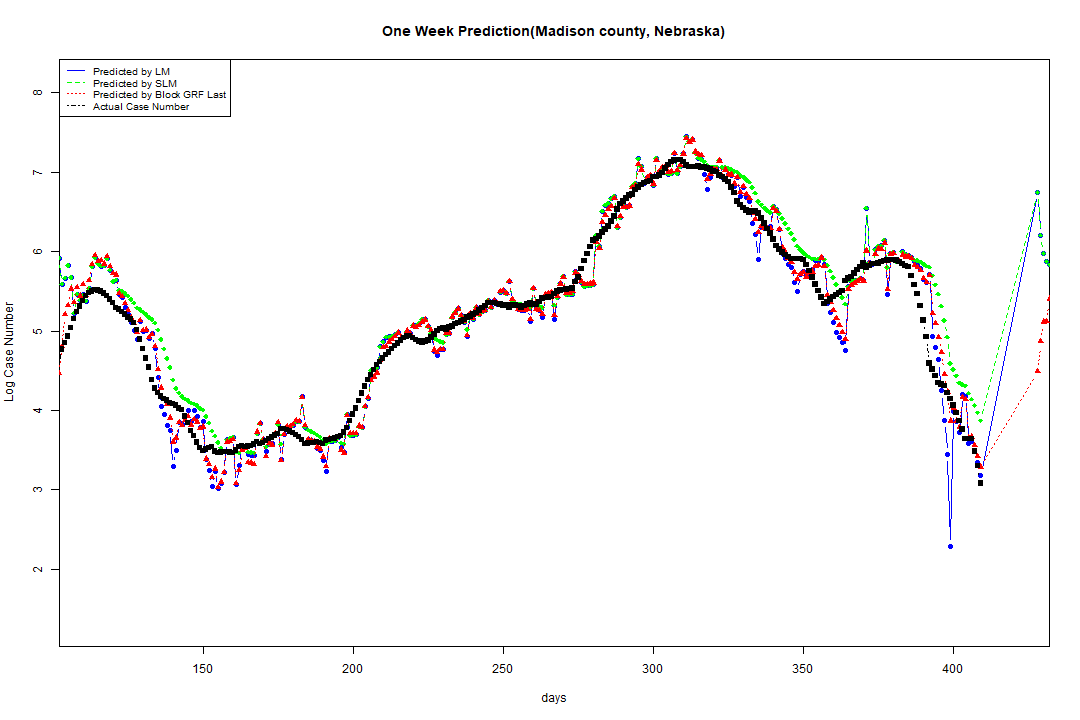 One Week Prediction(Madison county, Nebraska)
Predicted by LM
Predicted by SLM
Predicted by Block GRF Last
Actual Case Number
8
7
6
5
4
3
2
Log Case Number
150 200 250 300 350 400
days